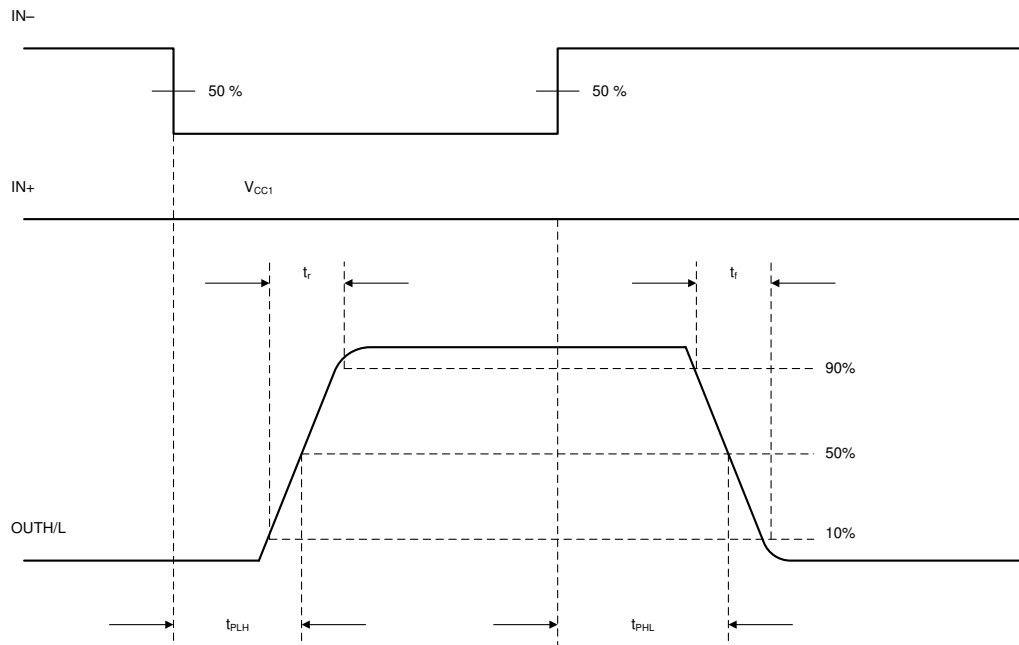 IN–
50 %
50 %
IN+
VCC1
tr
tf
90%
50%
OUTH/L
10%
tPLH
tPHL